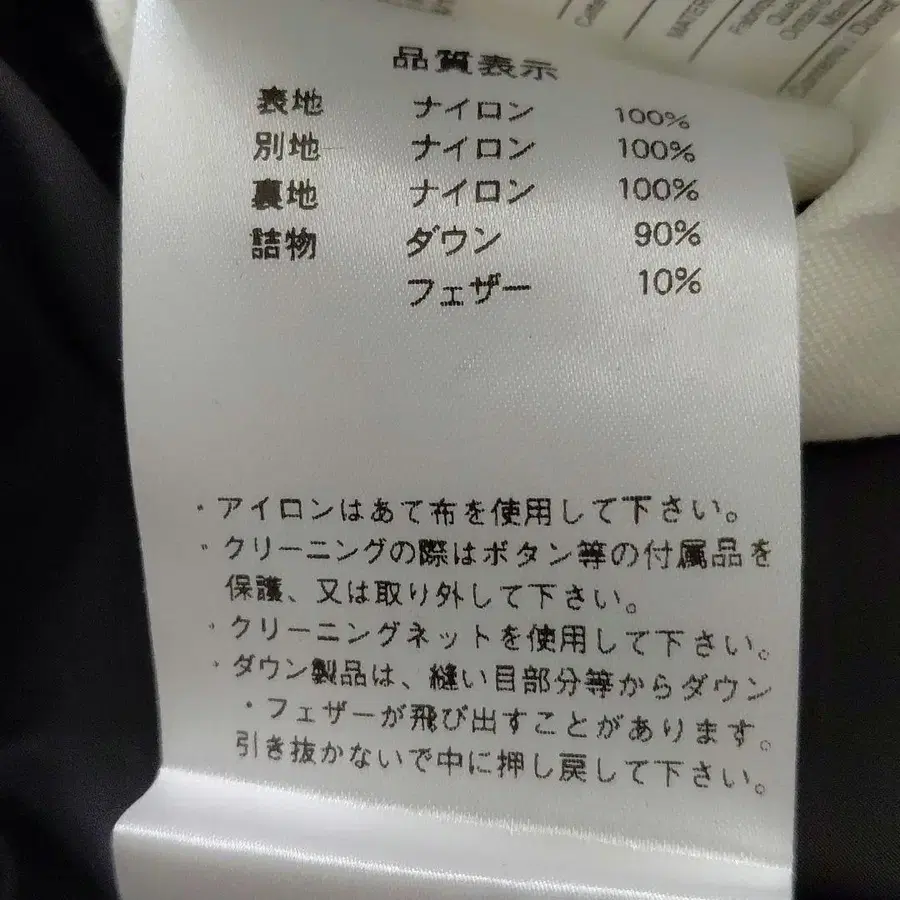 品質表示
表地 ナイロン 100%
別地 ナイロン 100%
裏地 ナイロン 100%
詰物 ダウン 90%
フェザー 10%
・アイロンはあて布を使用して下さい。
・クリーニングの際はボタン等の付属品を
保護、又は取り外して下さい。
・クリーニングネットを使用して下さい。
・ダウン製品は、縫い目部分等からダウン
・フェザーが飛び出すことがあります。
引き抜かないで中に押し戻して下さい。